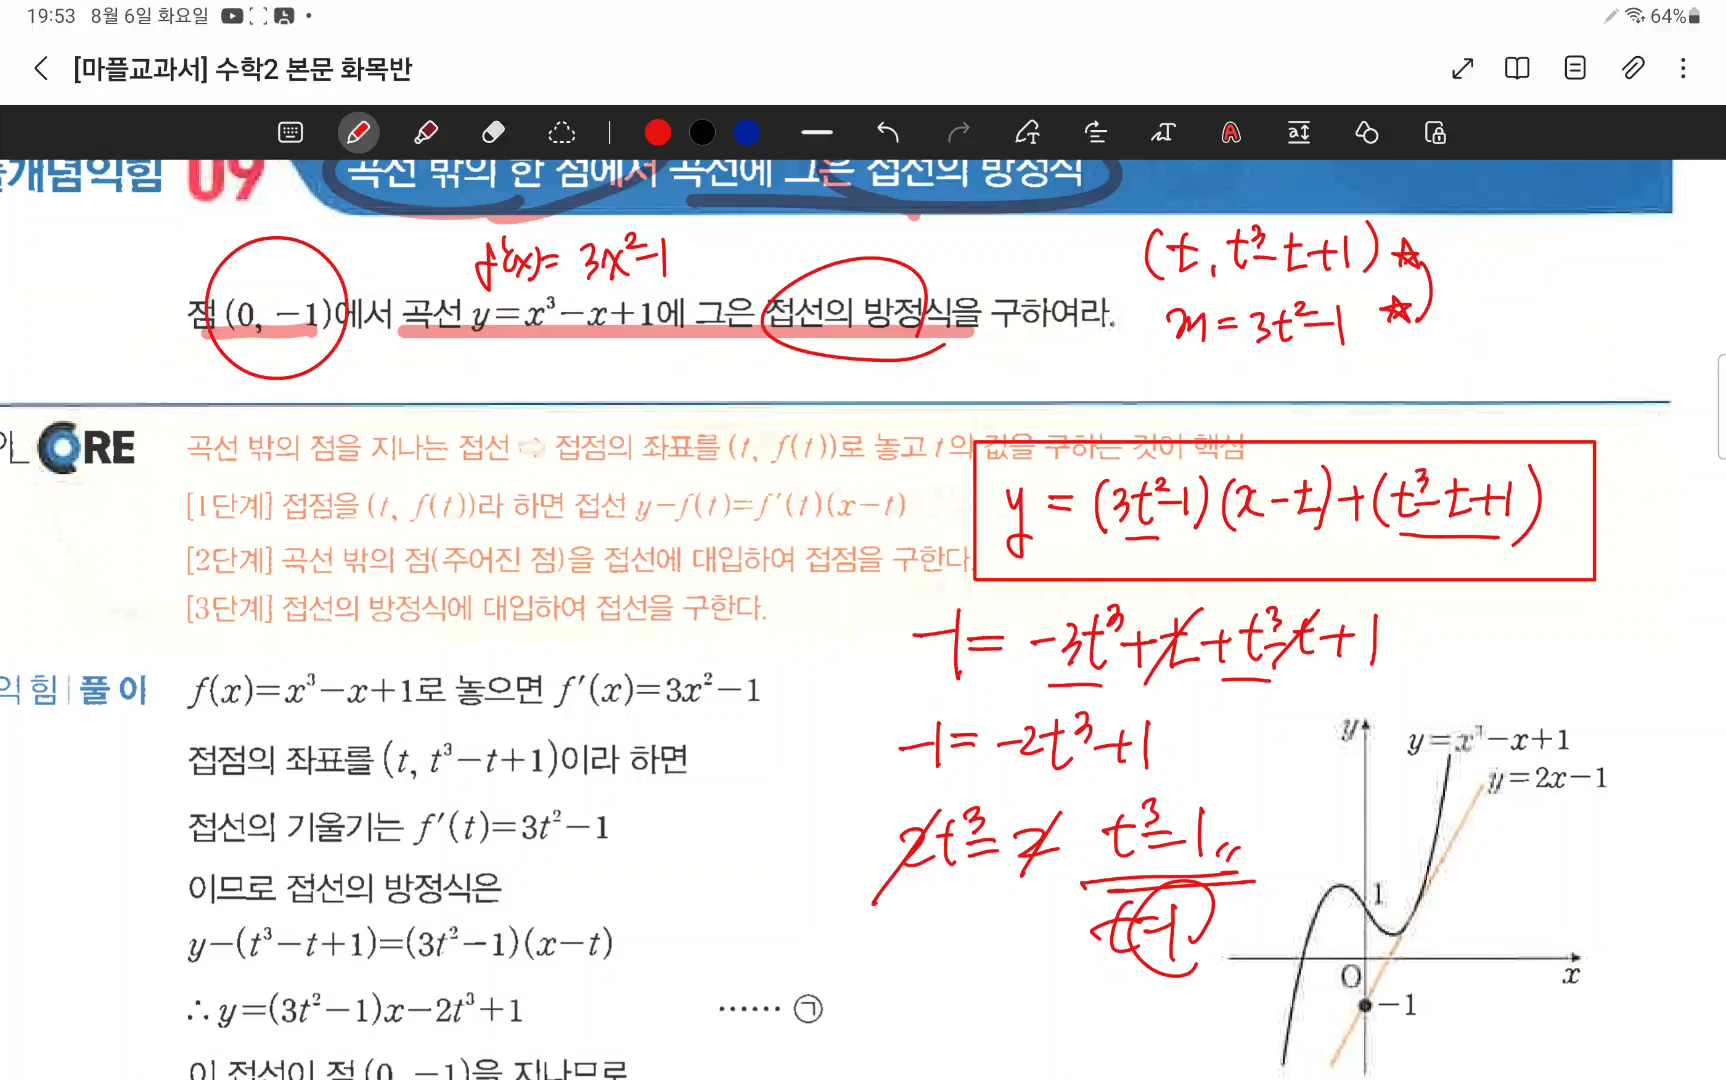 19:53 8월 6일 화요일
64%
[마플교과서] 수학2 본문 화목반
개념익힘 09 곡선 밖의 한 점에서 곡선에 그은 접선의 방정식
f'(x)= 3x²-1
(t, t³-t+1)
점 (0, -1)에서 곡선 y=x³-x+1에 그은 접선의 방정식을 구하여라.
m=3t²-1
CORE
곡선 밖의 점을 지나는 접선 ⇨ 접점의 좌표를 (t, f(t))로 놓고 t의 값을 구하는 것이 핵심
[1단계] 접점을 (t, f(t))라 하면 접선 y-f(t)=f'(t)(x-t)
y = (3t²-1)(x-t)+(t³-t+1)
[2단계] 곡선 밖의 점(주어진 점)을 접선에 대입하여 접점을 구한다.
[3단계] 접선의 방정식에 대입하여 접선을 구한다.
-1= -3t³+t+t³-t+1
익힘 | 풀이 f(x)=x³-x+1로 놓으면 f'(x)=3x²-1
-1= -2t³+1
접점의 좌표를 (t, t³-t+1)이라 하면
접선의 기울기는 f'(t)=3t²-1
2t³=2 t³=1
이므로 접선의 방정식은
t=1
y-(t³-t+1)=(3t²-1)(x-t)
∴ y=(3t²-1)x-2t³+1 …… ㉠
이 접선이 점 (0, -1)을 지나므로
y
y=x³-x+1
y=2x-1
1
O
x
-1